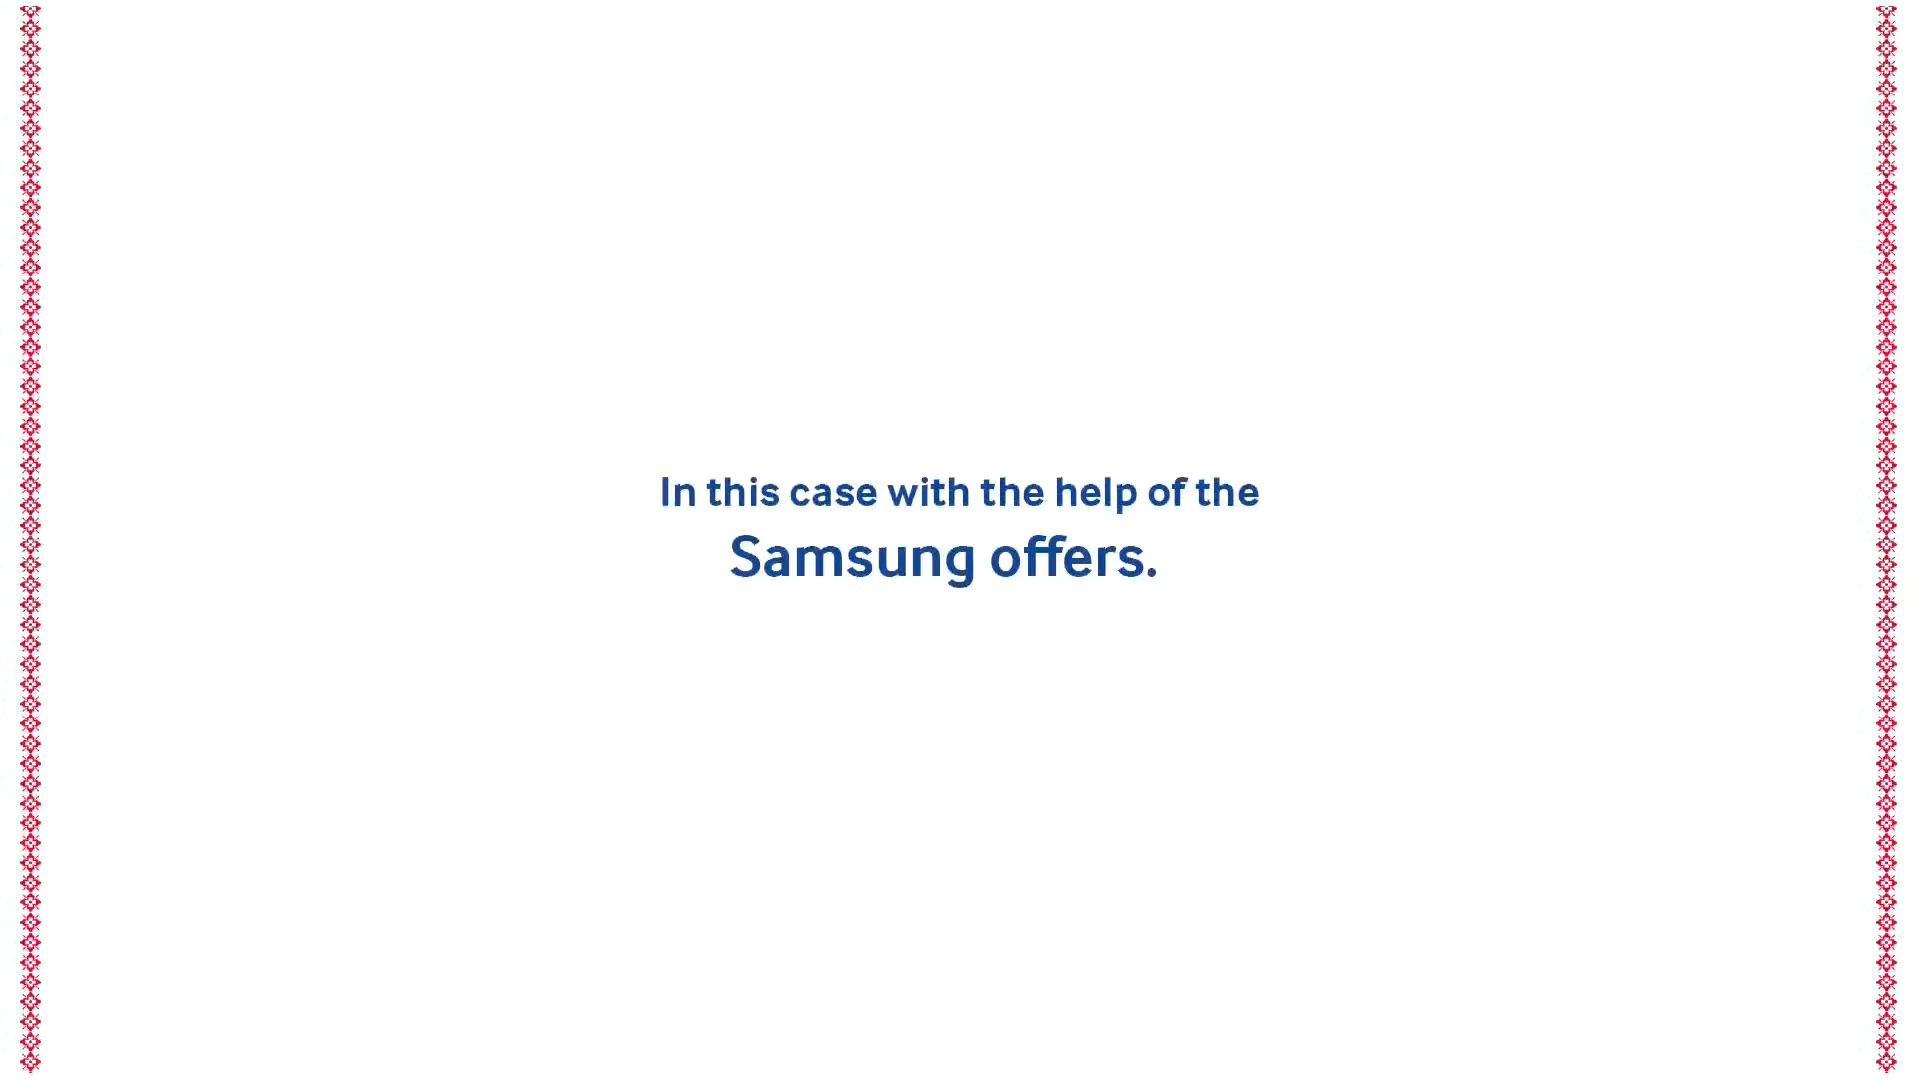 In this case with the help of the
Samsung offers.